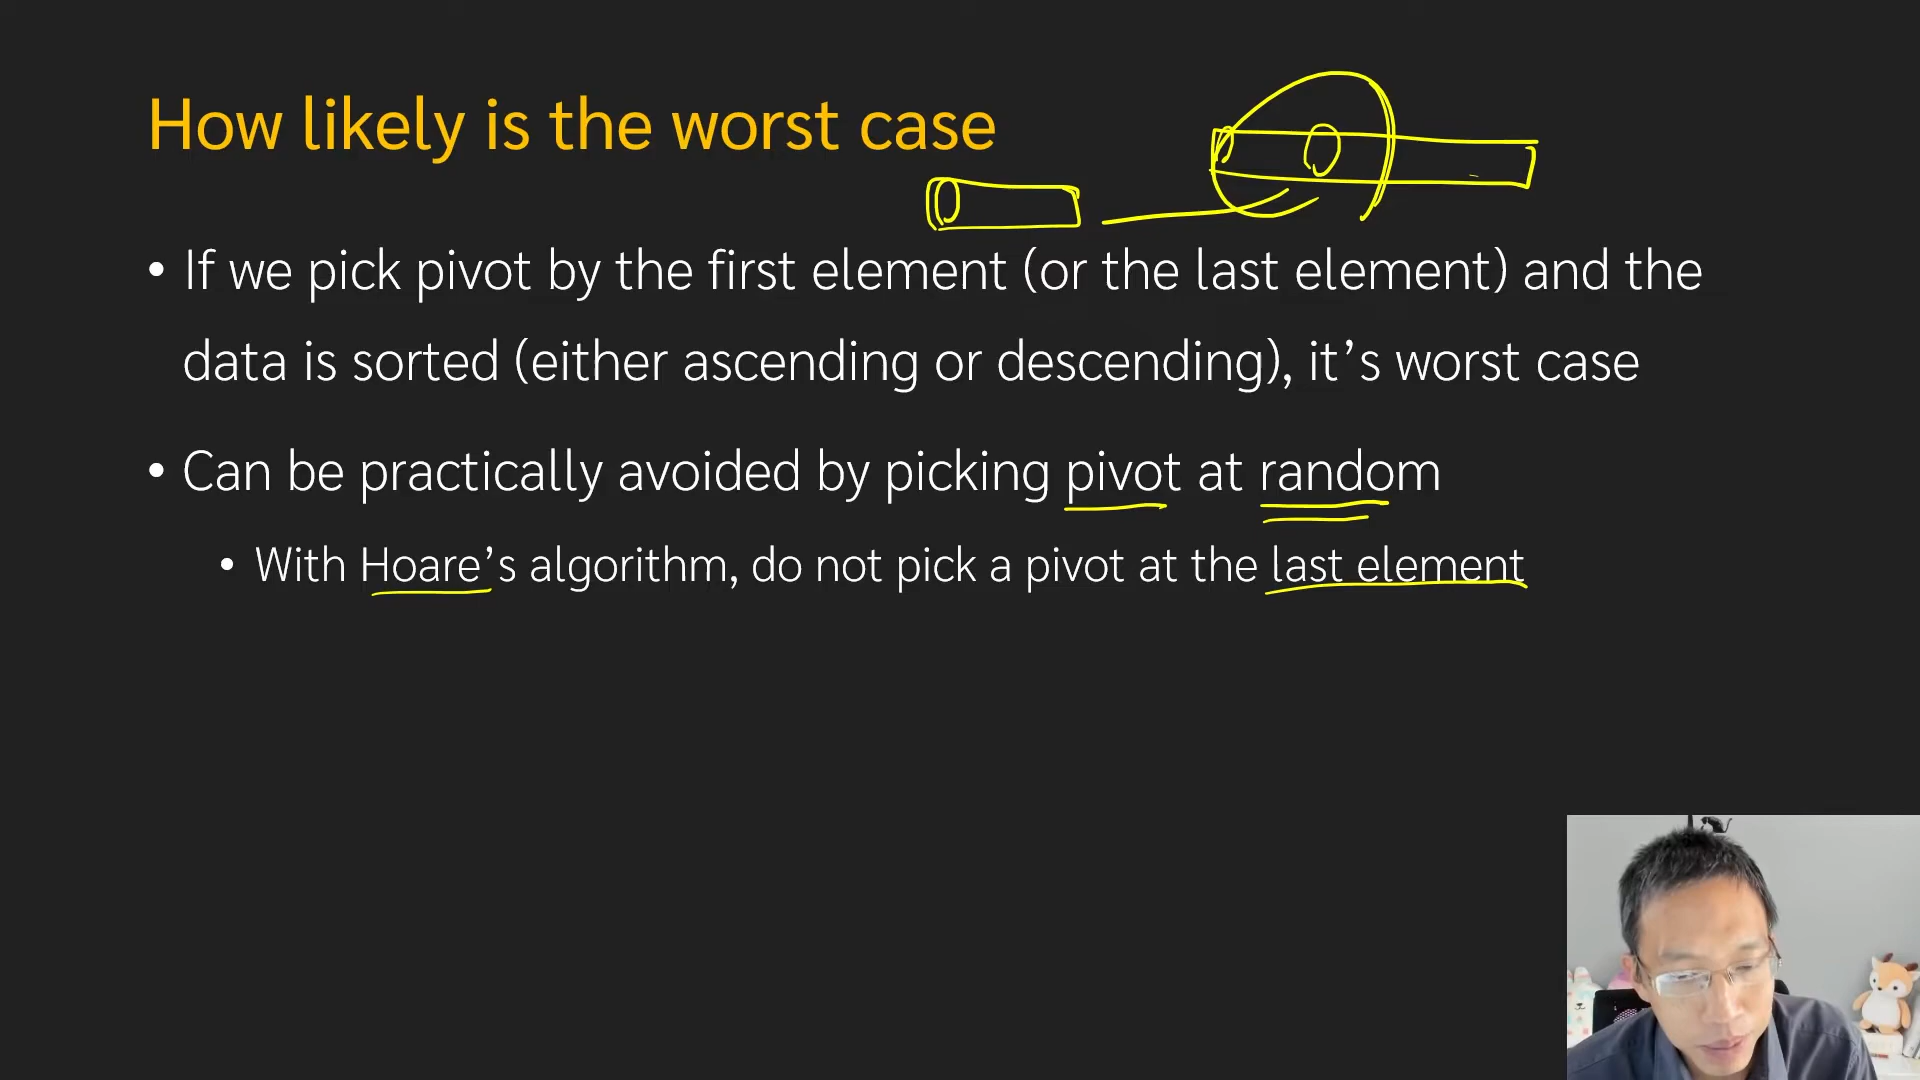 How likely is the worst case
• If we pick pivot by the first element (or the last element) and the
data is sorted (either ascending or descending), it’s worst case
• Can be practically avoided by picking pivot at random
• With Hoare’s algorithm, do not pick a pivot at the last element